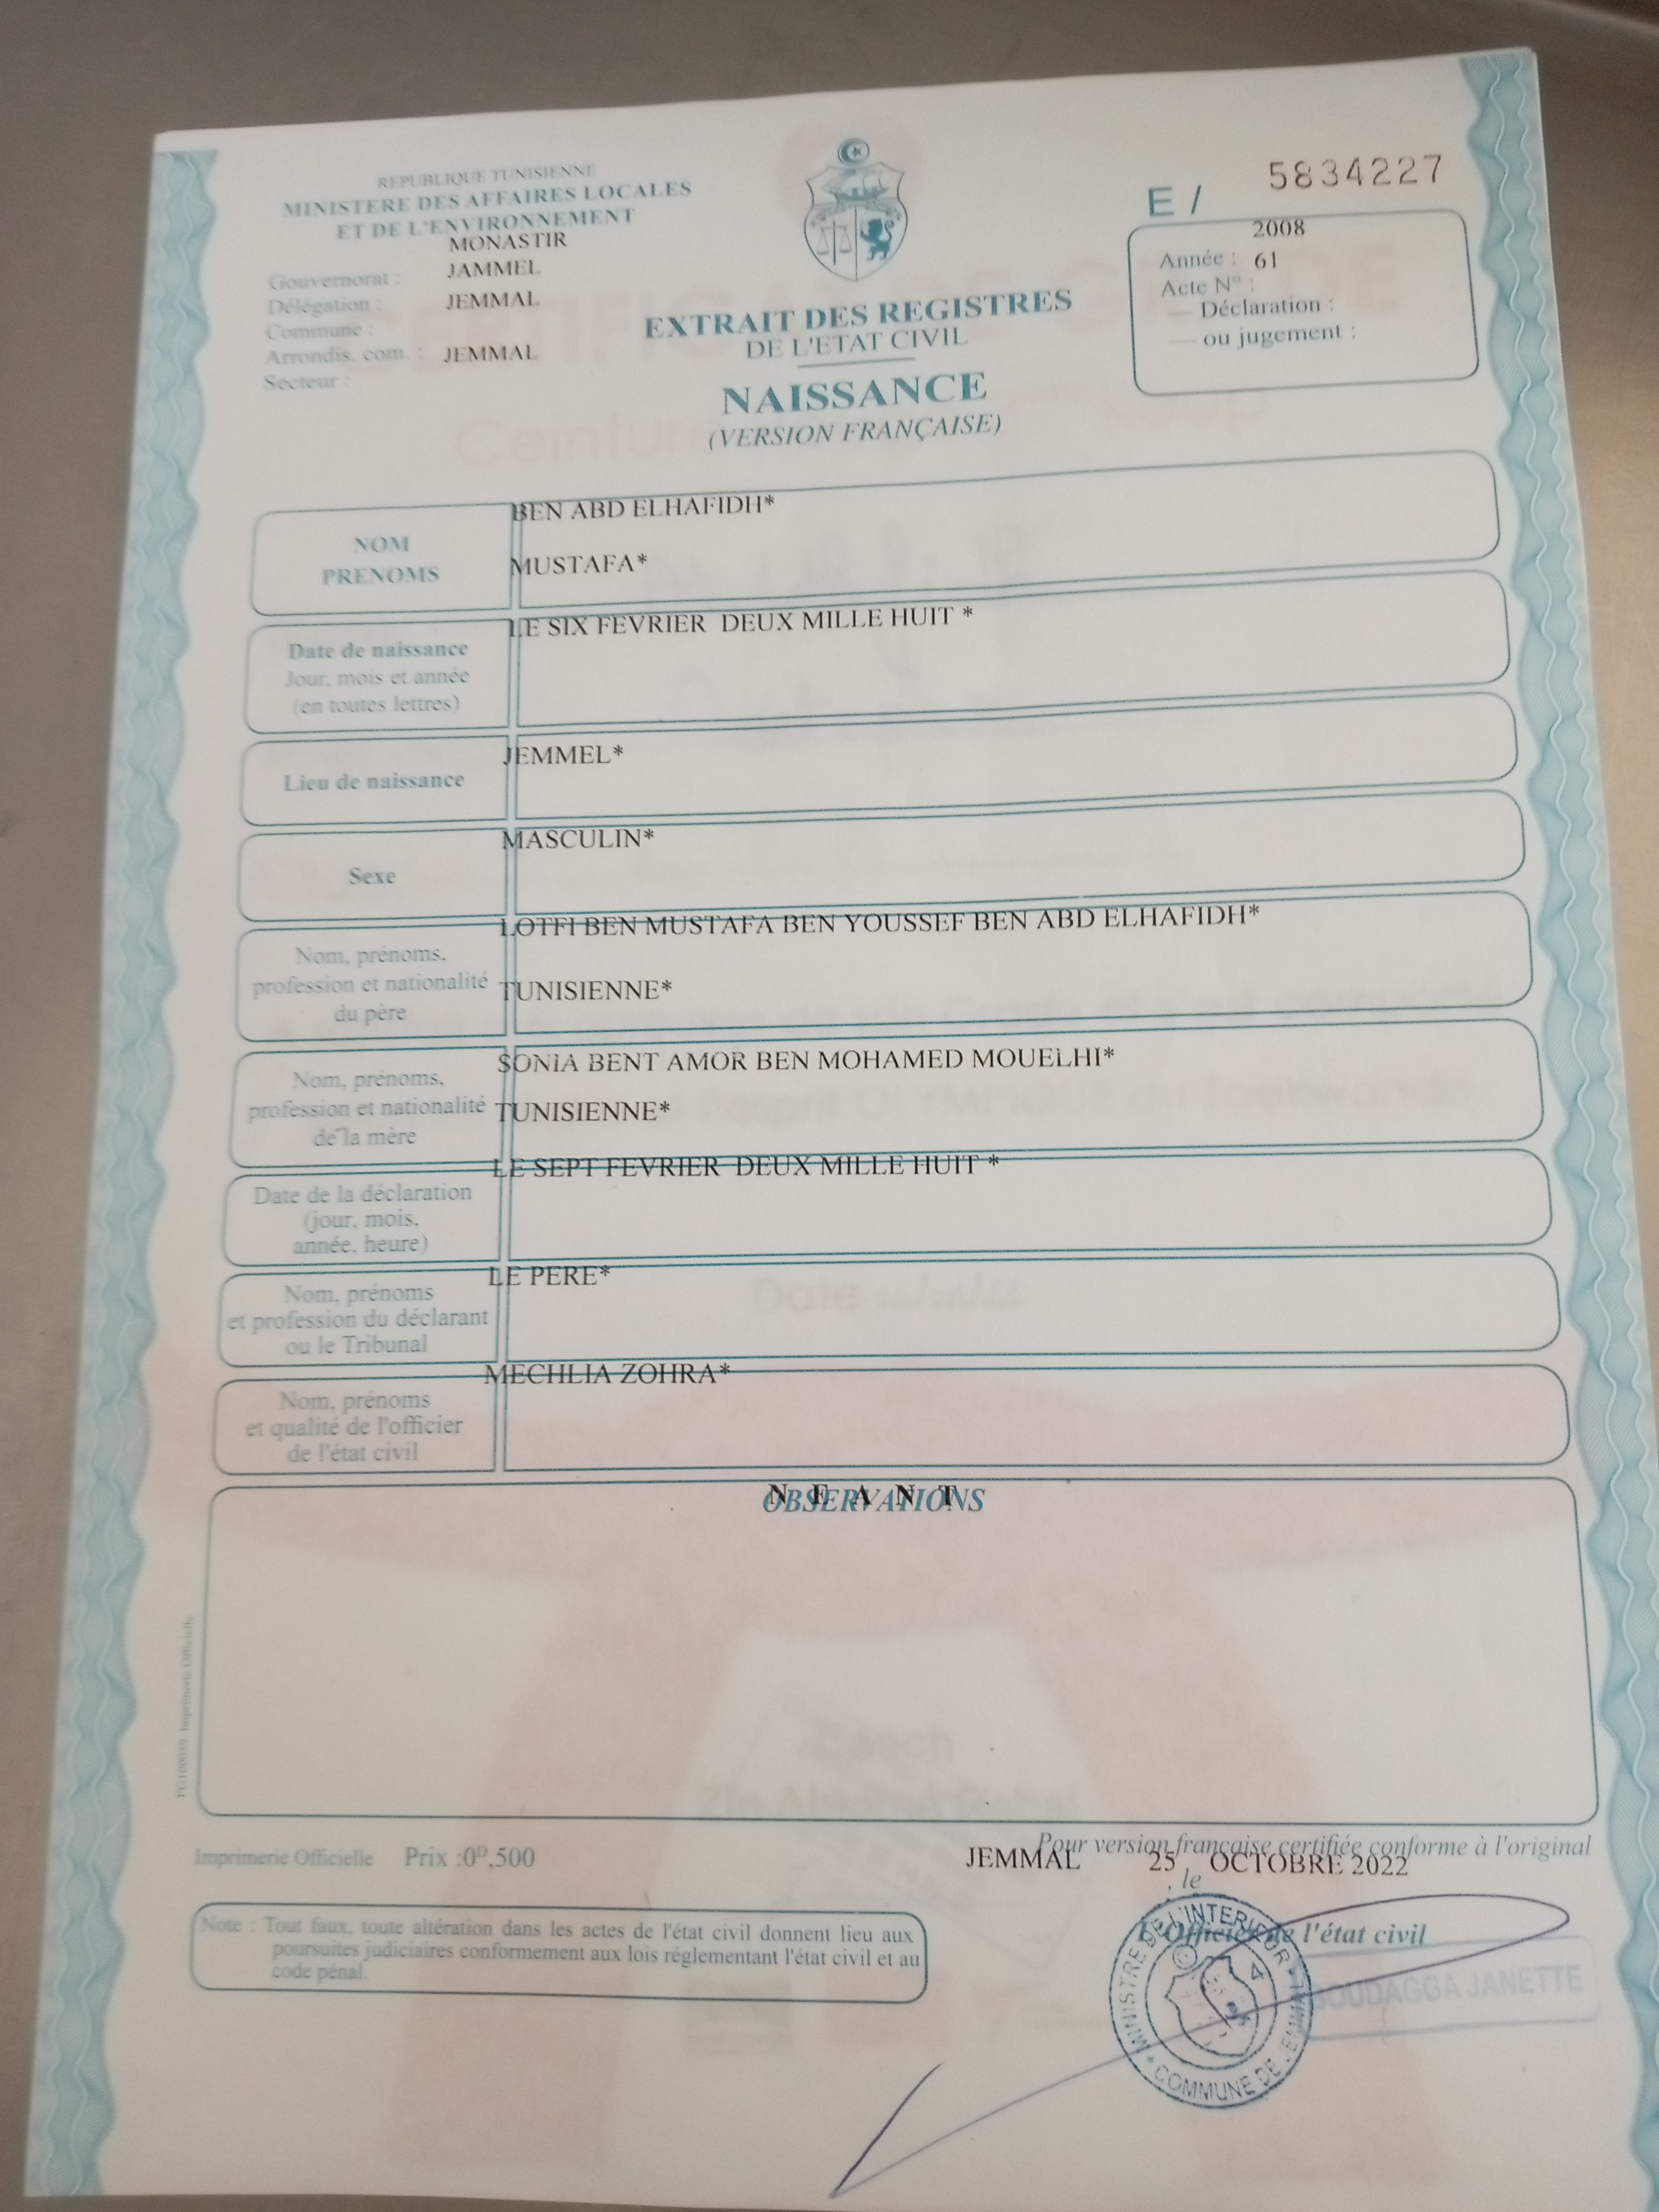 REPUBLIQUE TUNISIENNE
MINISTERE DES AFFAIRES LOCALES
ET DE L'ENVIRONNEMENT
MONASTIR
Gouvernorat :
JAMMEL
Délégation :
JEMMAL
Commune :
Arrondis. com. : JEMMAL
Secteur :
E / 5834227
2008
Année : 61
Acte N° :
— Déclaration :
— ou jugement :
EXTRAIT DES REGISTRES
DE L'ETAT CIVIL
NAISSANCE
(VERSION FRANÇAISE)
NOM
PRENOMS
BEN ABD ELHAFIDH*
MUSTAFA*
Date de naissance
Jour, mois et année
(en toutes lettres)
LE SIX FEVRIER DEUX MILLE HUIT *
Lieu de naissance
JEMMEL*
Sexe
MASCULIN*
Nom, prénoms,
profession et nationalité
du père
LOTFI BEN MUSTAFA BEN YOUSSEF BEN ABD ELHAFIDH*
TUNISIENNE*
Nom, prénoms,
profession et nationalité
de la mère
SONIA BENT AMOR BEN MOHAMED MOUELHI*
TUNISIENNE*
Date de la déclaration
(jour, mois,
année, heure)
LE SEPT FEVRIER DEUX MILLE HUIT *
Nom, prénoms
et profession du déclarant
ou le Tribunal
LE PERE*
Nom, prénoms
et qualité de l'officier
de l'état civil
MECHLIA ZOHRA*
OBSERVATIONS
N E A N T
Imprimerie Officielle Prix :0ᴰ,500
Pour version française certifiée conforme à l'original
JEMMAL 25 OCTOBRE 2022
, le
L'Officier de l'état civil
BOUDAGGA JANETTE
MINISTRE DE L'INTERIEUR
COMMUNE DE JEMMAL
4
Note : Tout faux, toute altération dans les actes de l'état civil donnent lieu aux
poursuites judiciaires conformement aux lois réglementant l'état civil et au
code pénal.